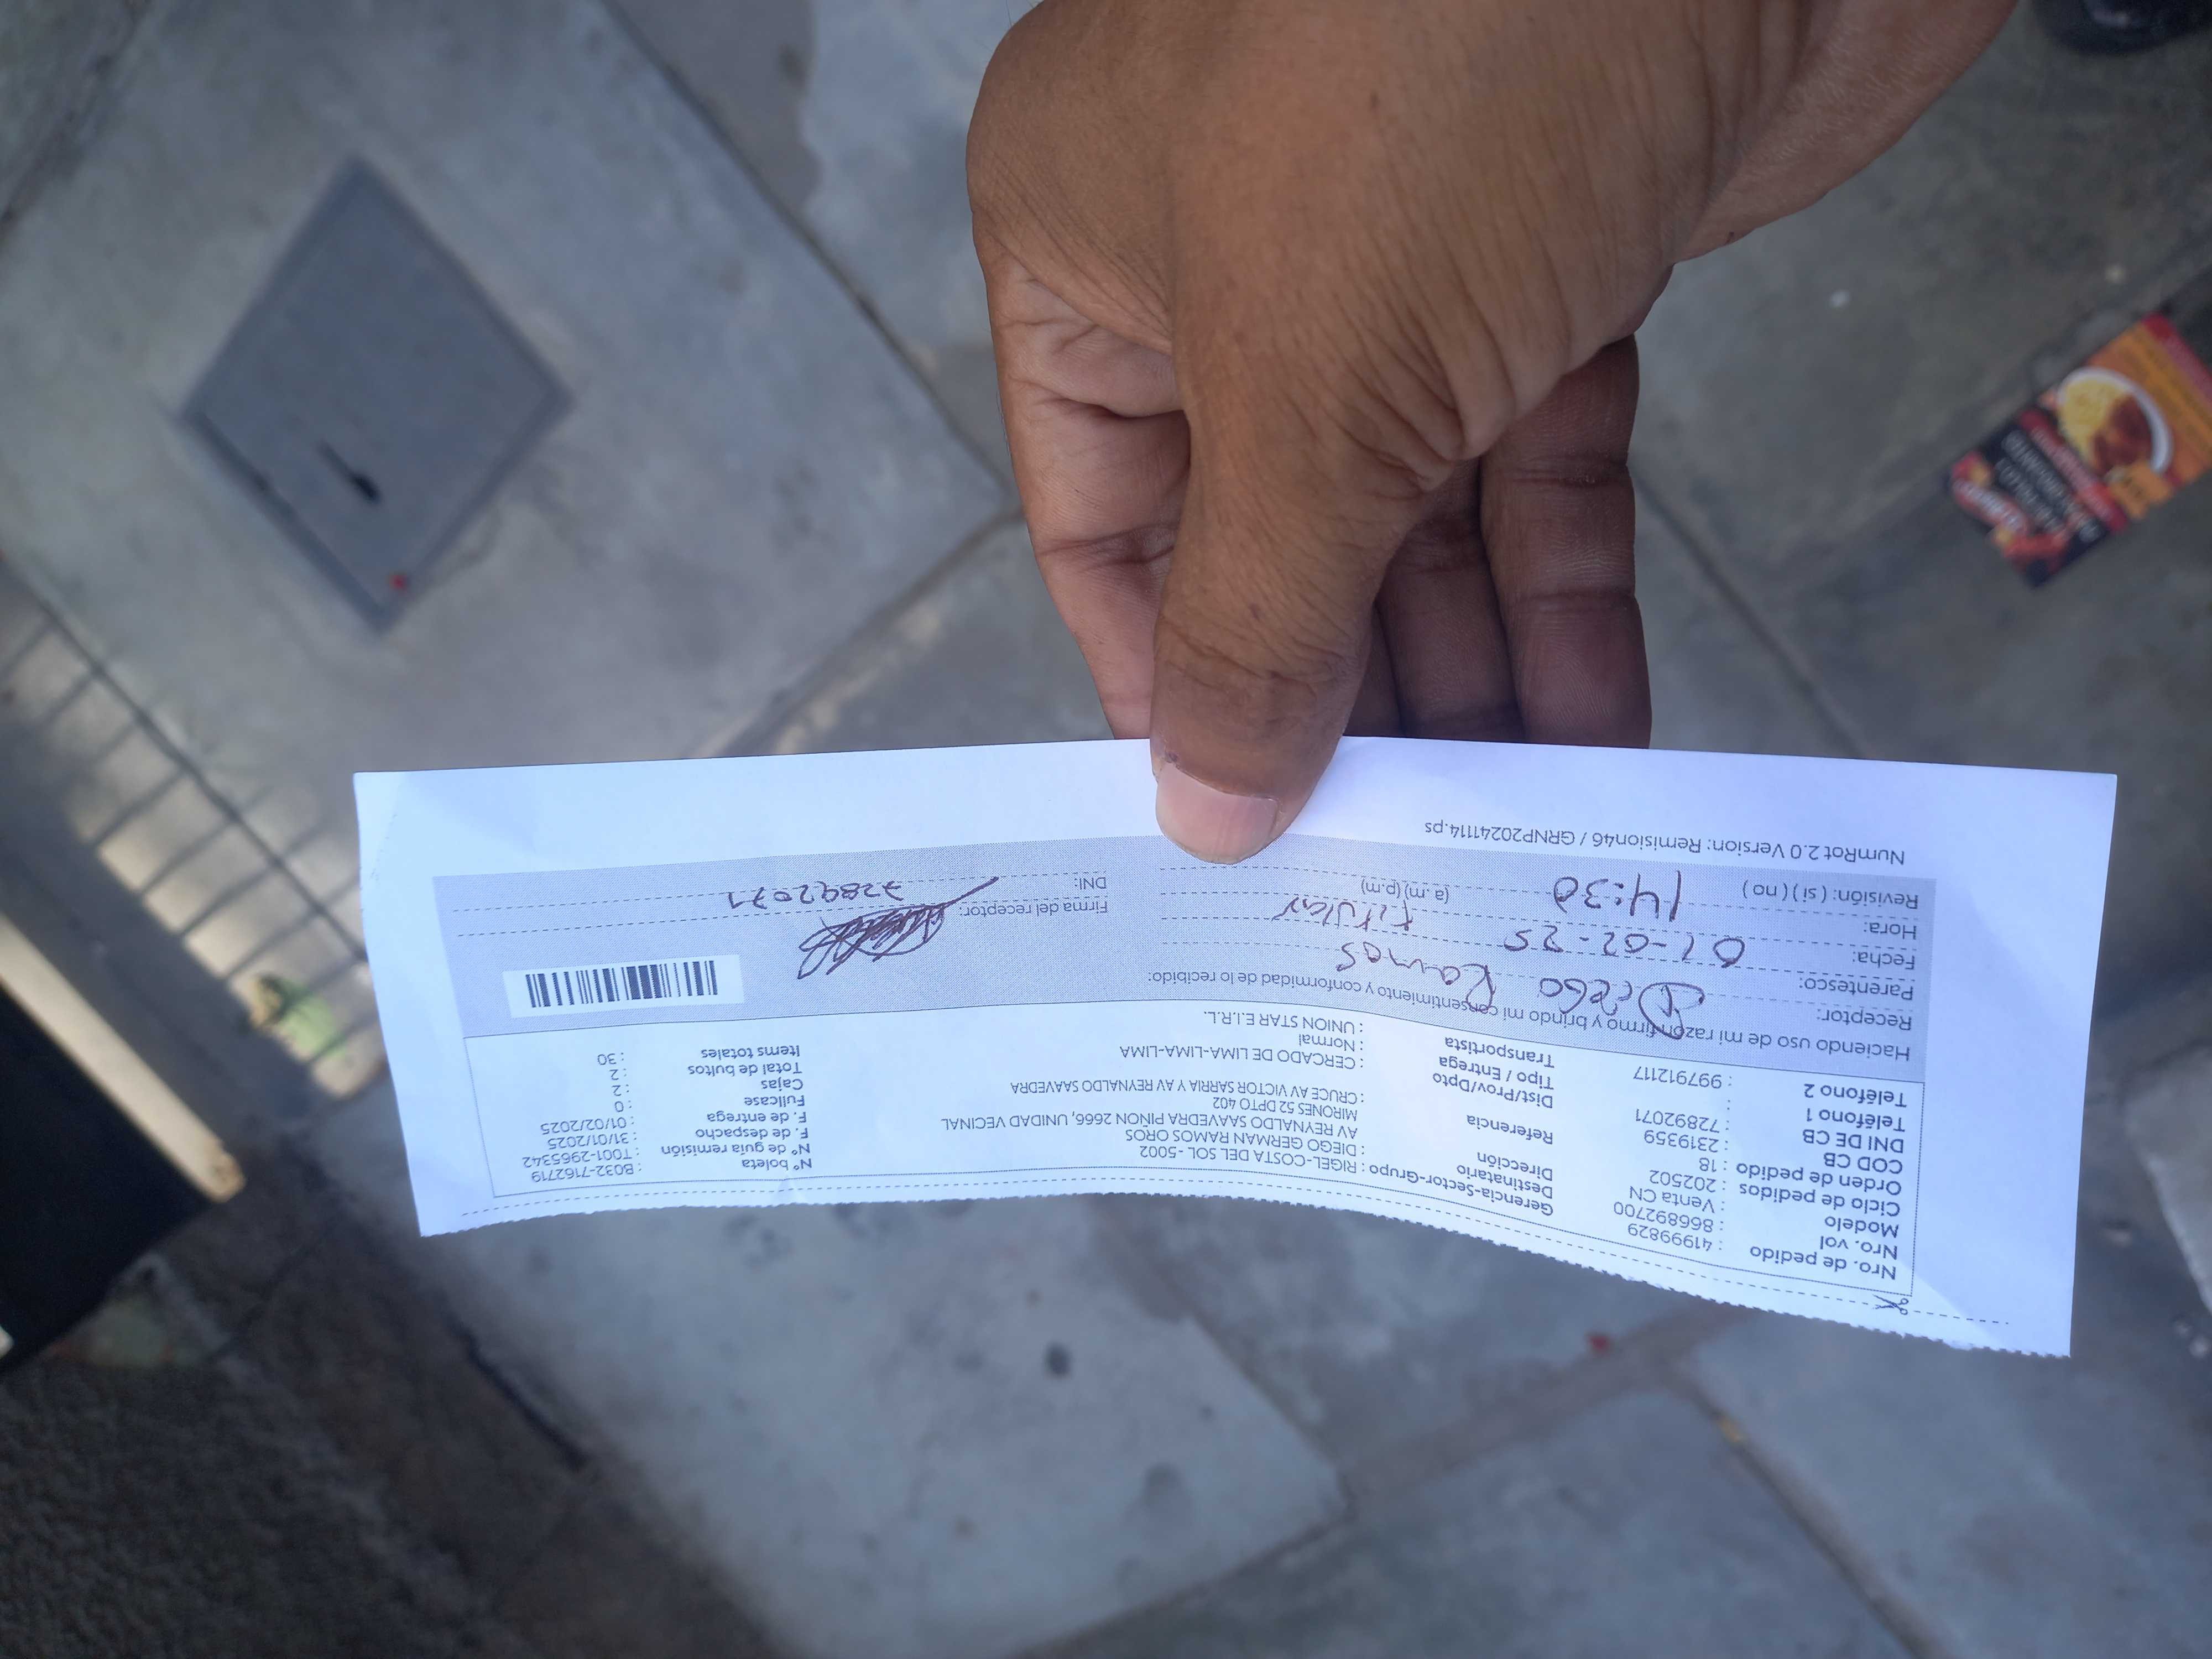 Nro. de pedido : 41999829
Nro. vol : 866892700
Modelo : Venta CN
Ciclo de pedidos : 202502
Orden de pedido : 18
COD CB : 2319359
DNI DE CB : 72892071
Teléfono 1 :
Teléfono 2 : 997912117
Gerencia-Sector-Grupo : RIGEL-COSTA DEL SOL - 5002
Destinatario : DIEGO GERMAN RAMOS OROS
Dirección AV REYNALDO SAAVEDRA PIÑON 2666, UNIDAD VECINAL
MIRONES 52 DPTO 402
Referencia : CRUCE AV VICTOR SARRIA Y AV REYNALDO SAAVEDRA
Dist/Prov/Dpto : CERCADO DE LIMA-LIMA-LIMA
Tipo / Entrega : Normal
Transportista : UNION STAR E.I.R.L.
Nº boleta : B032-7162719
Nº de guía remisión : T001-2965342
F. de despacho : 31/01/2025
F. de entrega : 01/02/2025
Fullcase : 0
Cajas : 2
Total de bultos : 2
Items totales : 30
Haciendo uso de mi razón firmo y brindo mi consentimiento y conformidad de lo recibido:
Receptor: Diego Ramos
Parentesco: titular
Fecha: 01-02-25
Hora: 14:30 (a.m) (p.m)
Revisión: ( si ) ( no )
Firma del receptor:
DNI: 72892071
NumRot 2.0 Version: Remision46 / GRNP20241114.ps